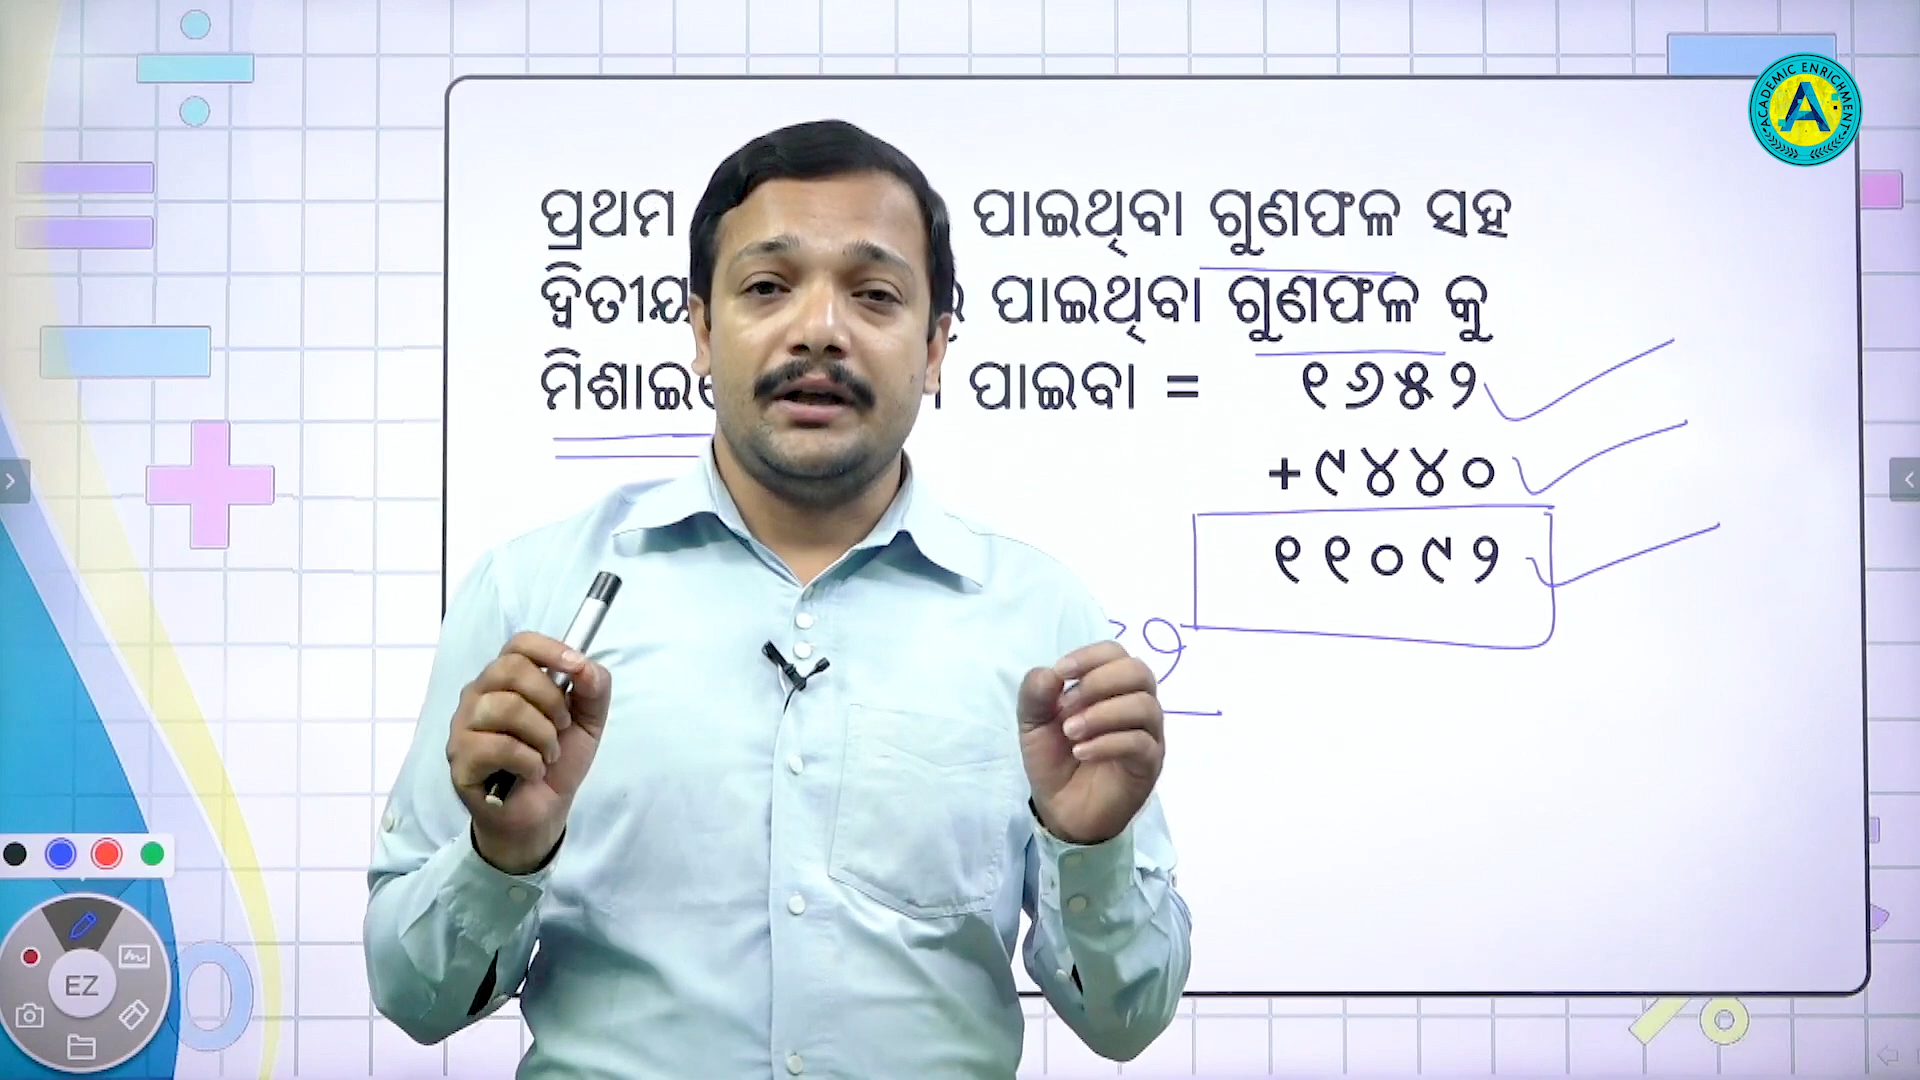 ପ୍ରଥମ ପାଇଥିବା ଗୁଣଫଳ ସହ
ଦ୍ବିତୀୟ ପାଇଥିବା ଗୁଣଫଳ କୁ
ପାଇବା = ୧୬୫୨
+୯୪୪୦
୧୧୦୯୨
ACADEMIC ENRICHMENT
A
EZ